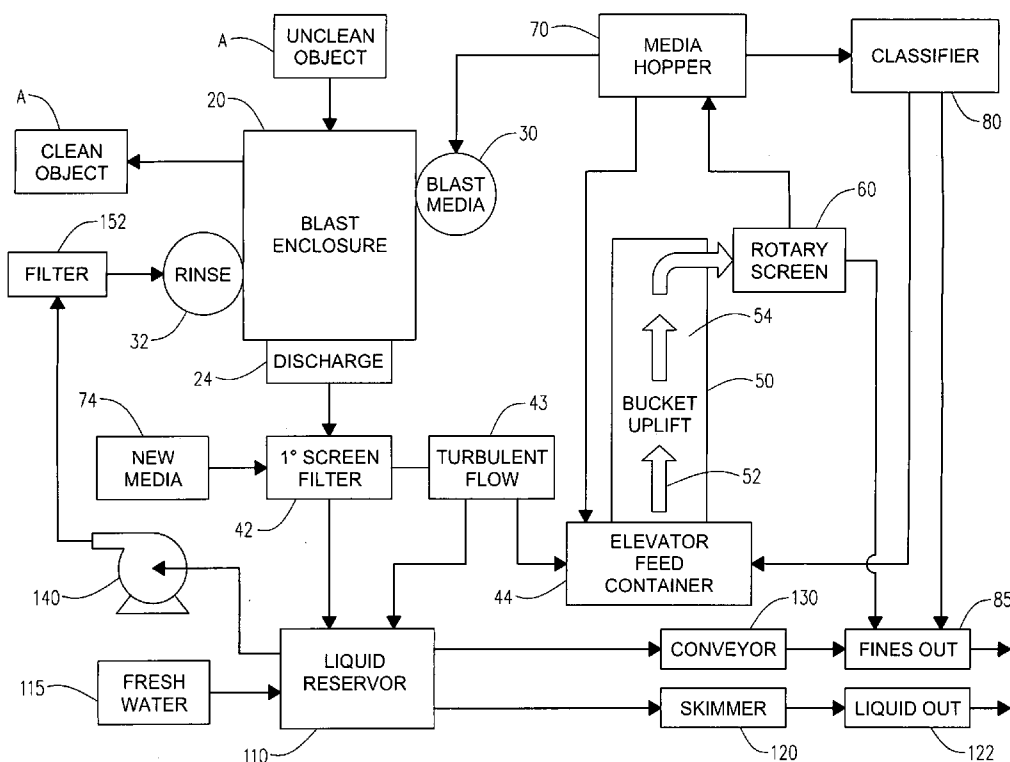 A
UNCLEAN
OBJECT
70
MEDIA
HOPPER
CLASSIFIER
80
A
CLEAN
OBJECT
20
30
BLAST
MEDIA
BLAST
ENCLOSURE
60
ROTARY
SCREEN
152
FILTER
RINSE
32
54
50
BUCKET
UPLIFT
52
24
DISCHARGE
74
NEW
MEDIA
1° SCREEN
FILTER
42
43
TURBULENT
FLOW
ELEVATOR
FEED
CONTAINER
44
140
130
85
LIQUID
RESERVOR
CONVEYOR
FINES OUT
115
FRESH
WATER
SKIMMER
LIQUID OUT
110
120
122